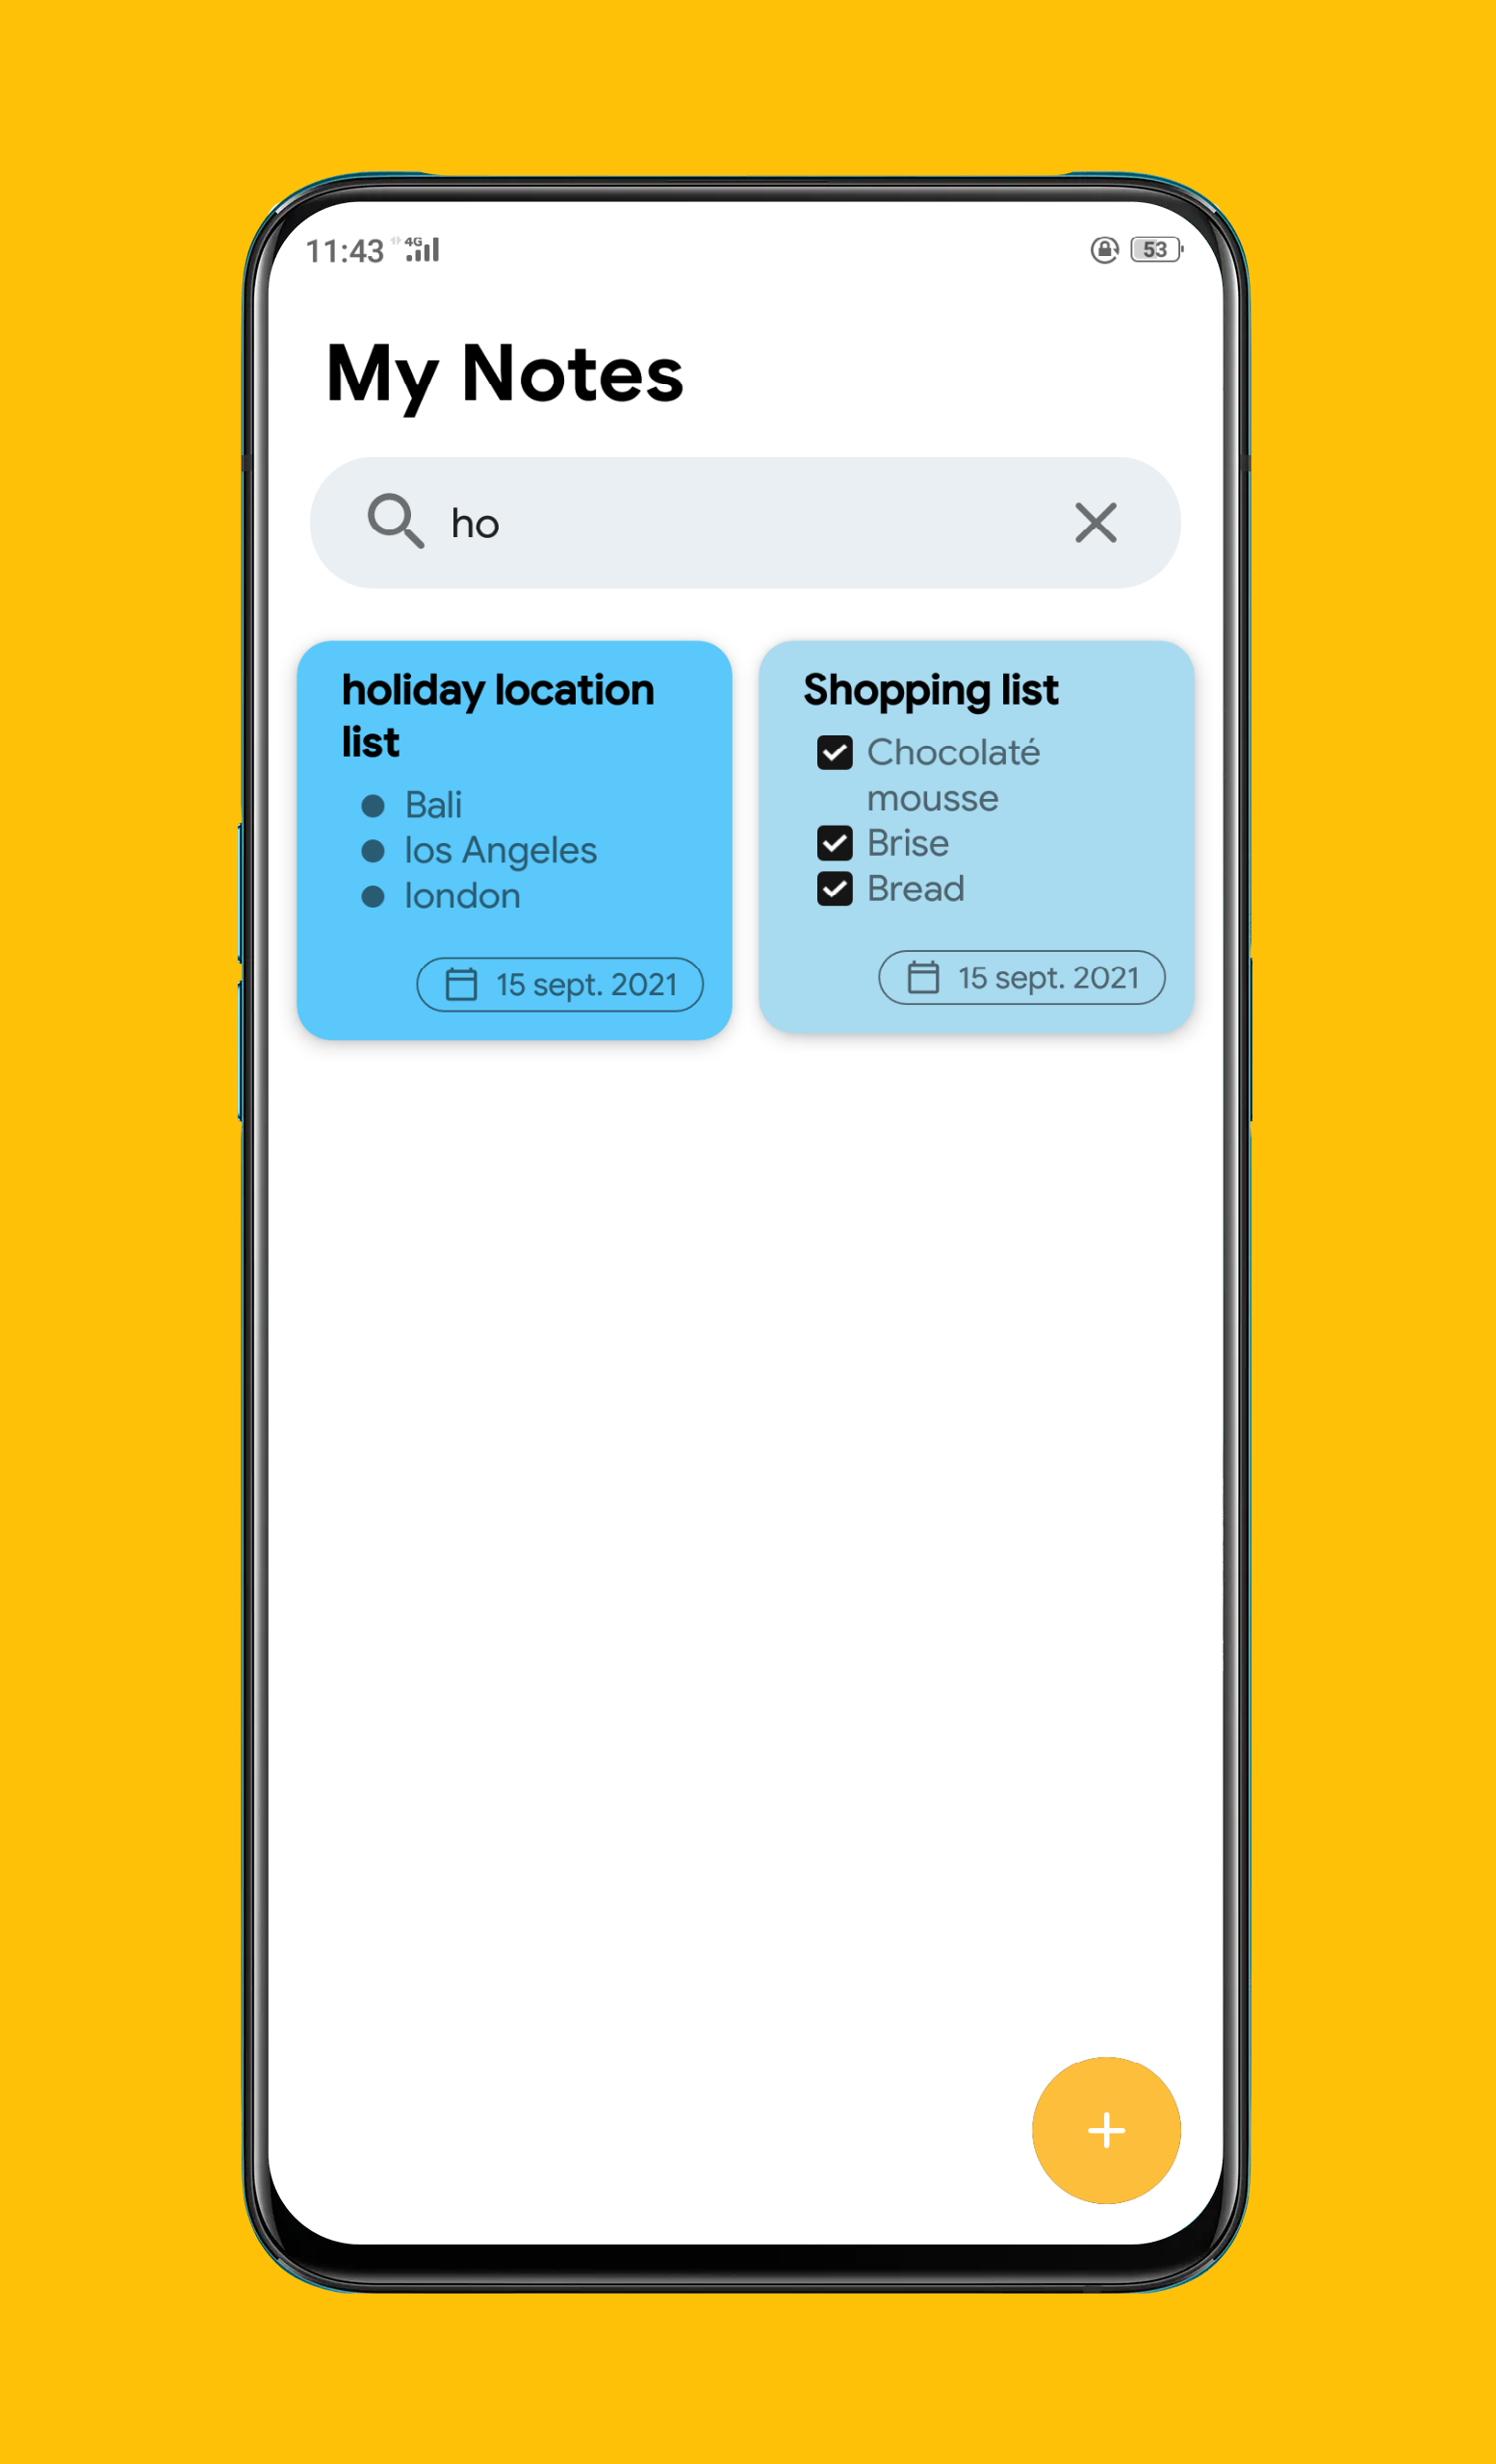 11:43 4G 53
My Notes
ho
holiday location
list
Bali
los Angeles
london
15 sept. 2021
Shopping list
Chocolaté
mousse
Brise
Bread
15 sept. 2021